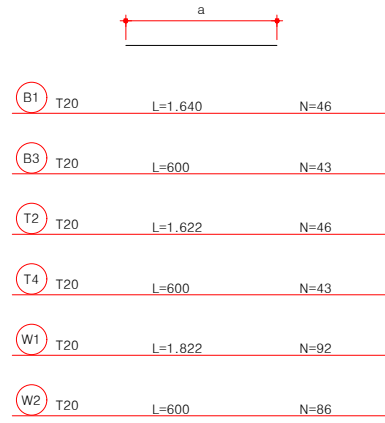 a
B1 T20 L=1.640 N=46
B3 T20 L=600 N=43
T2 T20 L=1.622 N=46
T4 T20 L=600 N=43
W1 T20 L=1.822 N=92
W2 T20 L=600 N=86